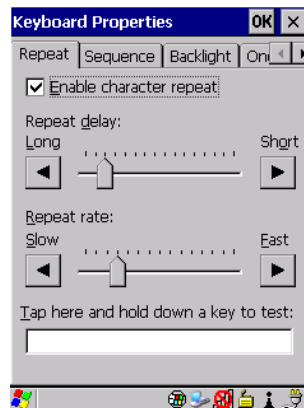 Keyboard Properties OK ×
Repeat Sequence Backlight On
Enable character repeat
Repeat delay:
Long Short
Repeat rate:
Slow Fast
Tap here and hold down a key to test: